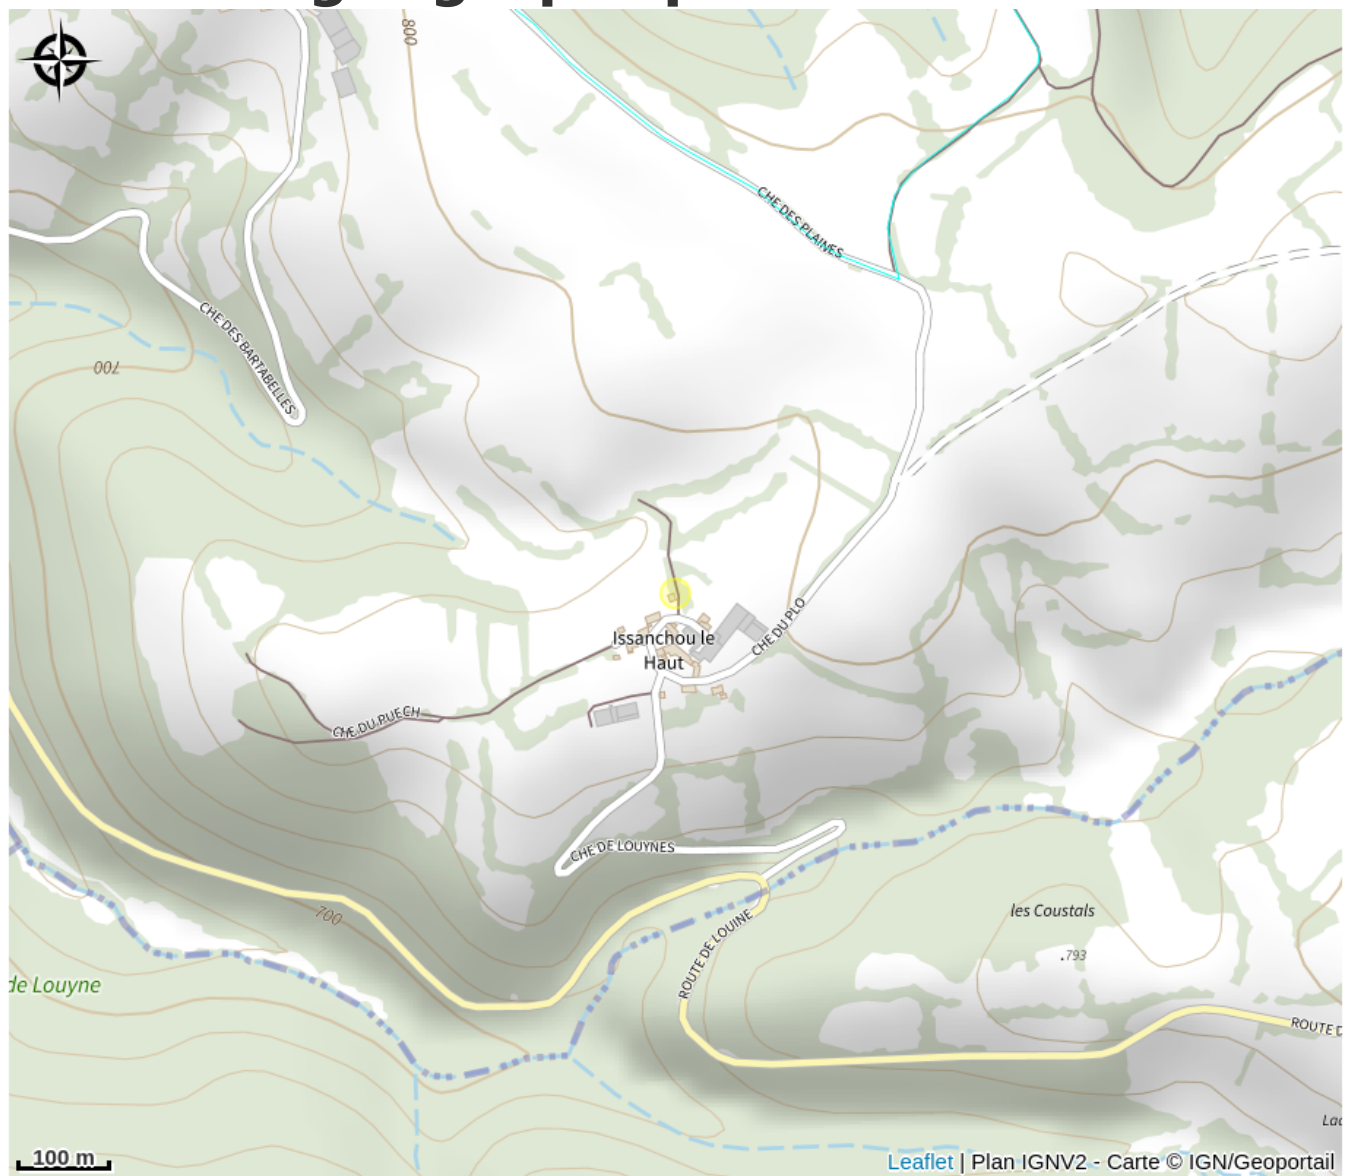 800
CHE DES PLAINES
CHE DES BARTABELLES
700
Issanchou le
Haut
CHE DU PLO
CHE DU PUECH
CHE DE LOUYNES
700
les Coustals
.793
ROUTE DE LOUINE
de Louyne
ROUTE D
100 m
Leaflet | Plan IGNV2 - Carte © IGN/Geoportail